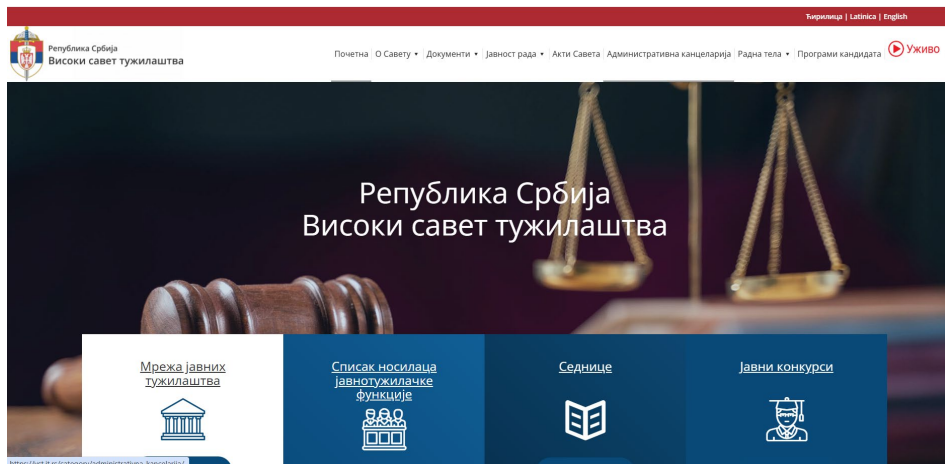 Ћирилица | Latinica | English
Република Србија
Високи савет тужилаштва
Почетна О Савету Документи Јавност рада Акти Савета Административна канцеларија Радна тела Програми кандидата Уживо
Република Србија
Високи савет тужилаштва
Мрежа јавних
тужилаштва
Списак носилаца
јавнотужилачке
функције
Седнице
Јавни конкурси